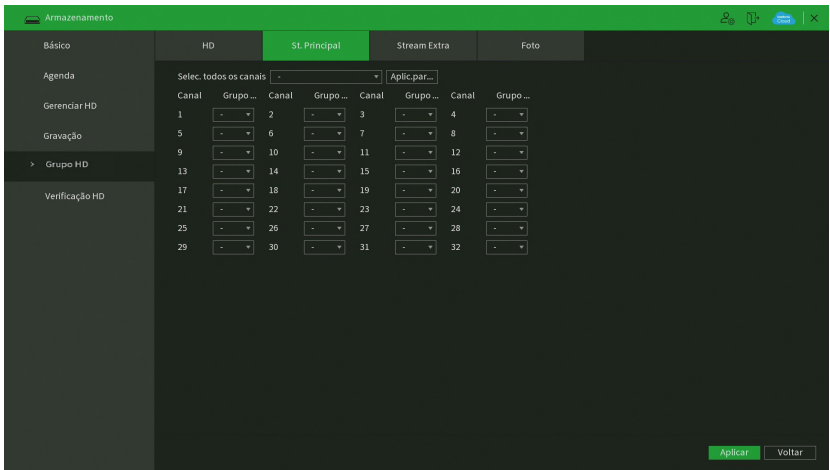 Armazenamento
Básico
Agenda
Gerenciar HD
Gravação
> Grupo HD
Verificação HD
HD St. Principal Stream Extra Foto
Selec. todos os canais - Aplic.par...
Canal Grupo ... Canal Grupo ... Canal Grupo ... Canal Grupo ...
1 - 2 - 3 - 4 -
5 - 6 - 7 - 8 -
9 - 10 - 11 - 12 -
13 - 14 - 15 - 16 -
17 - 18 - 19 - 20 -
21 - 22 - 23 - 24 -
25 - 26 - 27 - 28 -
29 - 30 - 31 - 32 -
Aplicar Voltar